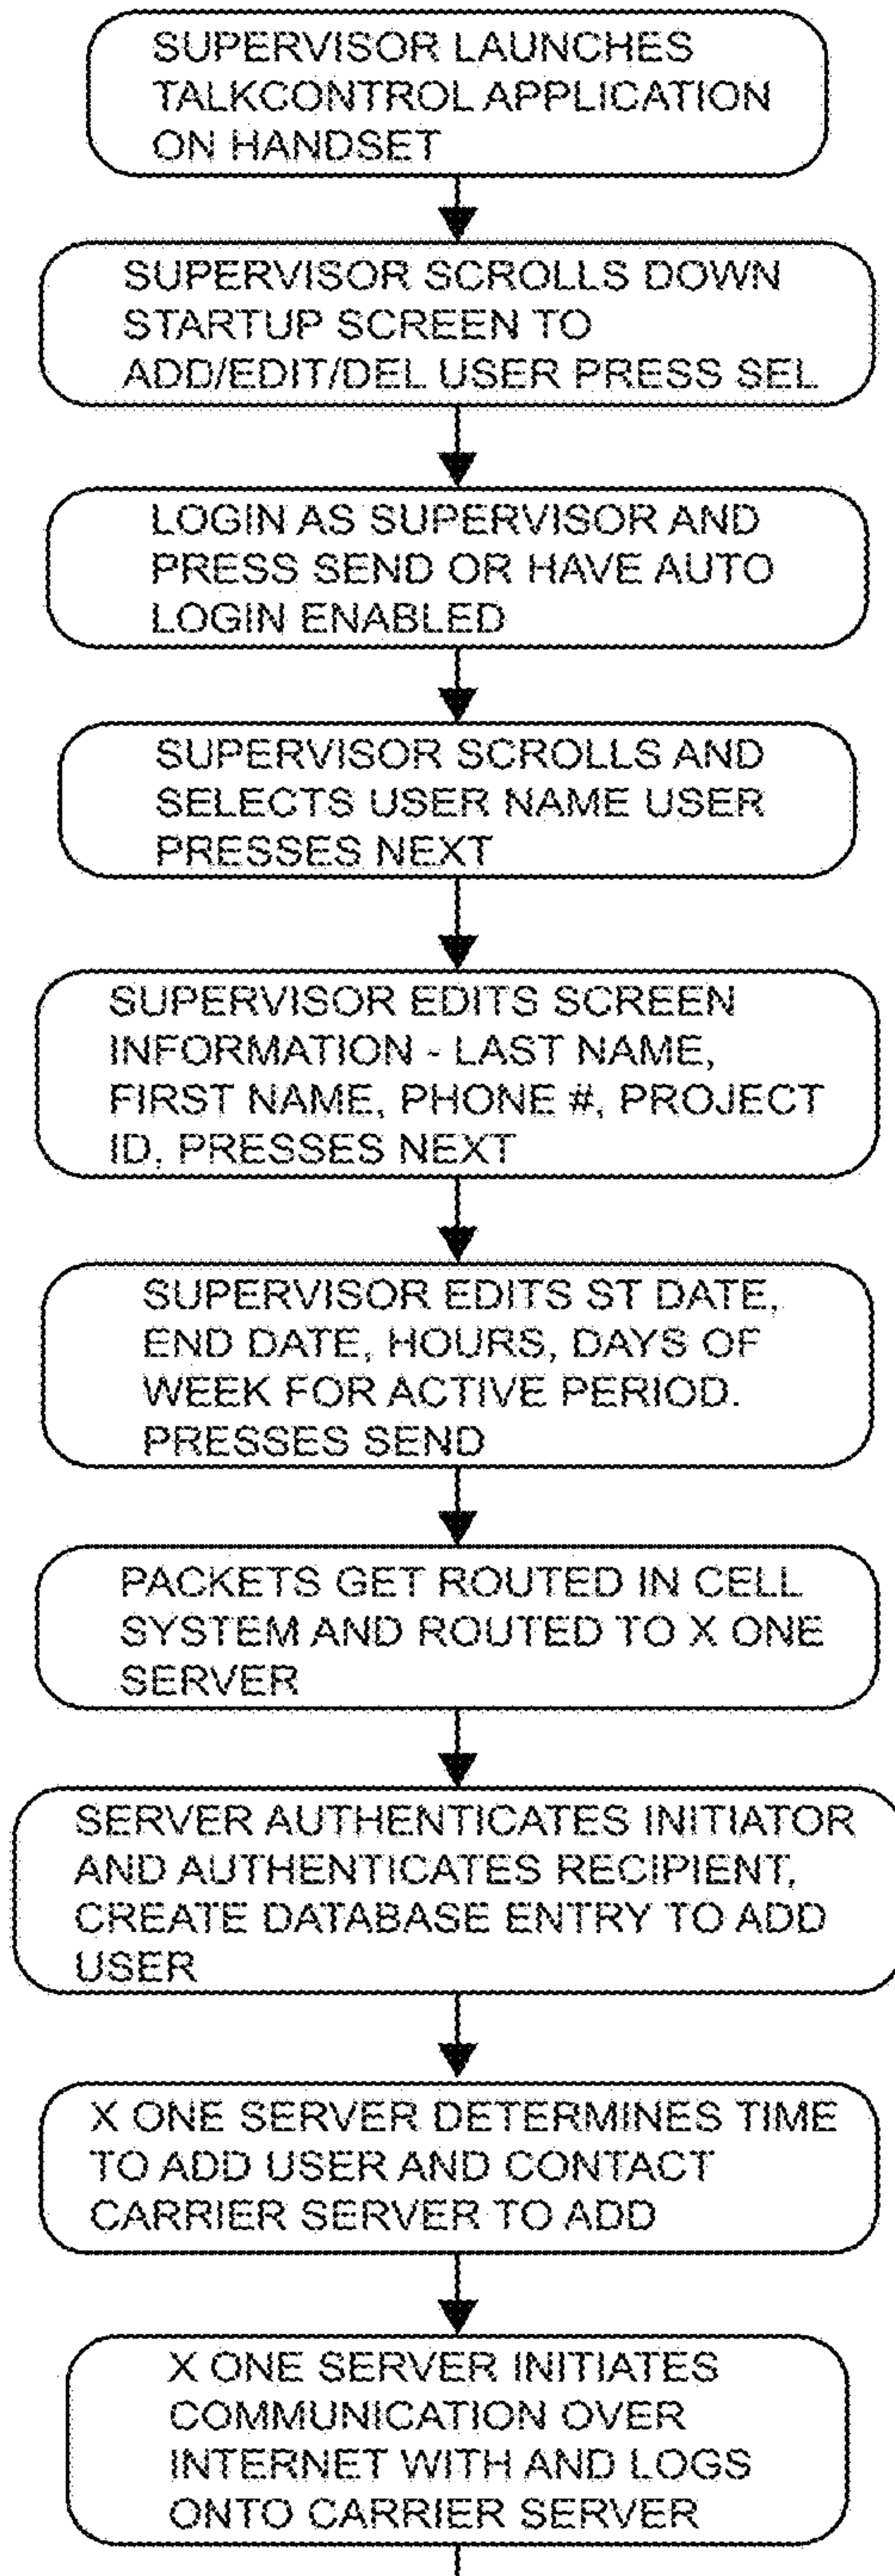 SUPERVISOR LAUNCHES
TALKCONTROL APPLICATION
ON HANDSET
SUPERVISOR SCROLLS DOWN
STARTUP SCREEN TO
ADD/EDIT/DEL USER PRESS SEL
LOGIN AS SUPERVISOR AND
PRESS SEND OR HAVE AUTO
LOGIN ENABLED
SUPERVISOR SCROLLS AND
SELECTS USER NAME USER
PRESSES NEXT
SUPERVISOR EDITS SCREEN
INFORMATION - LAST NAME,
FIRST NAME, PHONE #, PROJECT
ID, PRESSES NEXT
SUPERVISOR EDITS ST DATE,
END DATE, HOURS, DAYS OF
WEEK FOR ACTIVE PERIOD.
PRESSES SEND
PACKETS GET ROUTED IN CELL
SYSTEM AND ROUTED TO X ONE
SERVER
SERVER AUTHENTICATES INITIATOR
AND AUTHENTICATES RECIPIENT,
CREATE DATABASE ENTRY TO ADD
USER
X ONE SERVER DETERMINES TIME
TO ADD USER AND CONTACT
CARRIER SERVER TO ADD
X ONE SERVER INITIATES
COMMUNICATION OVER
INTERNET WITH AND LOGS
ONTO CARRIER SERVER